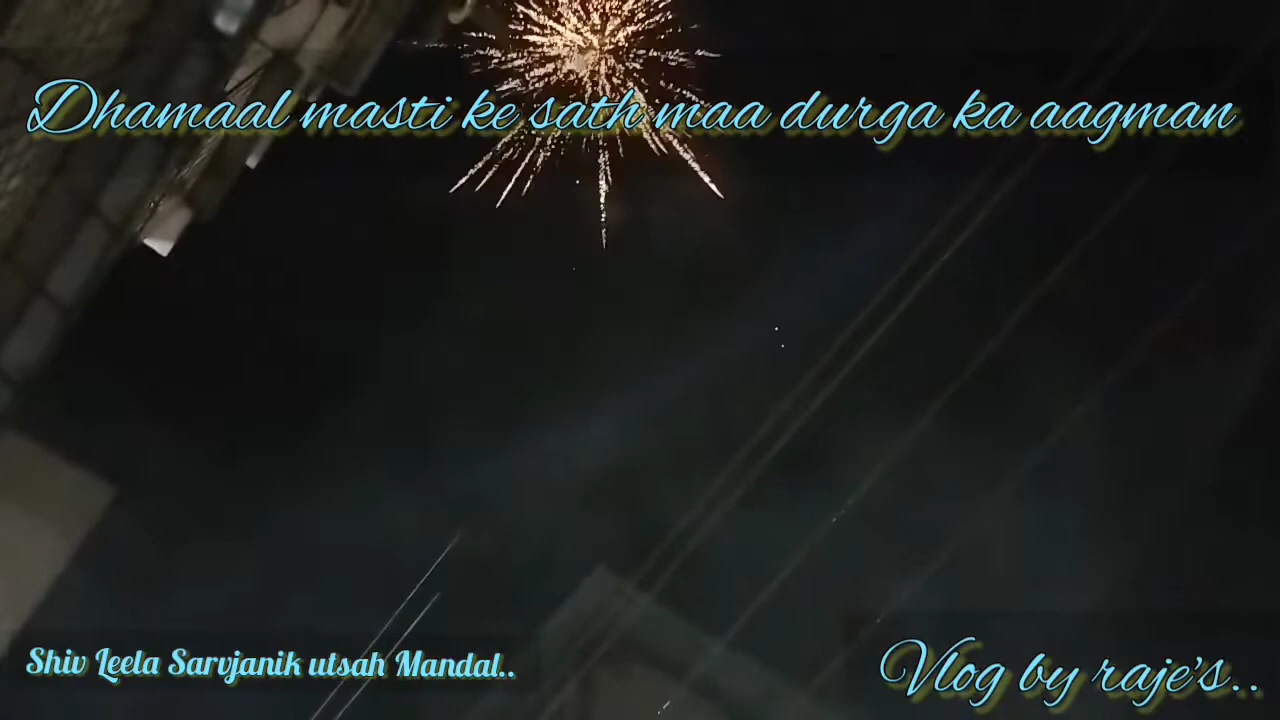 Dhamaal masti ke sath maa durga ka aagman
Shiv Leela Sarvjanik utsah Mandal..
Vlog by raje's..